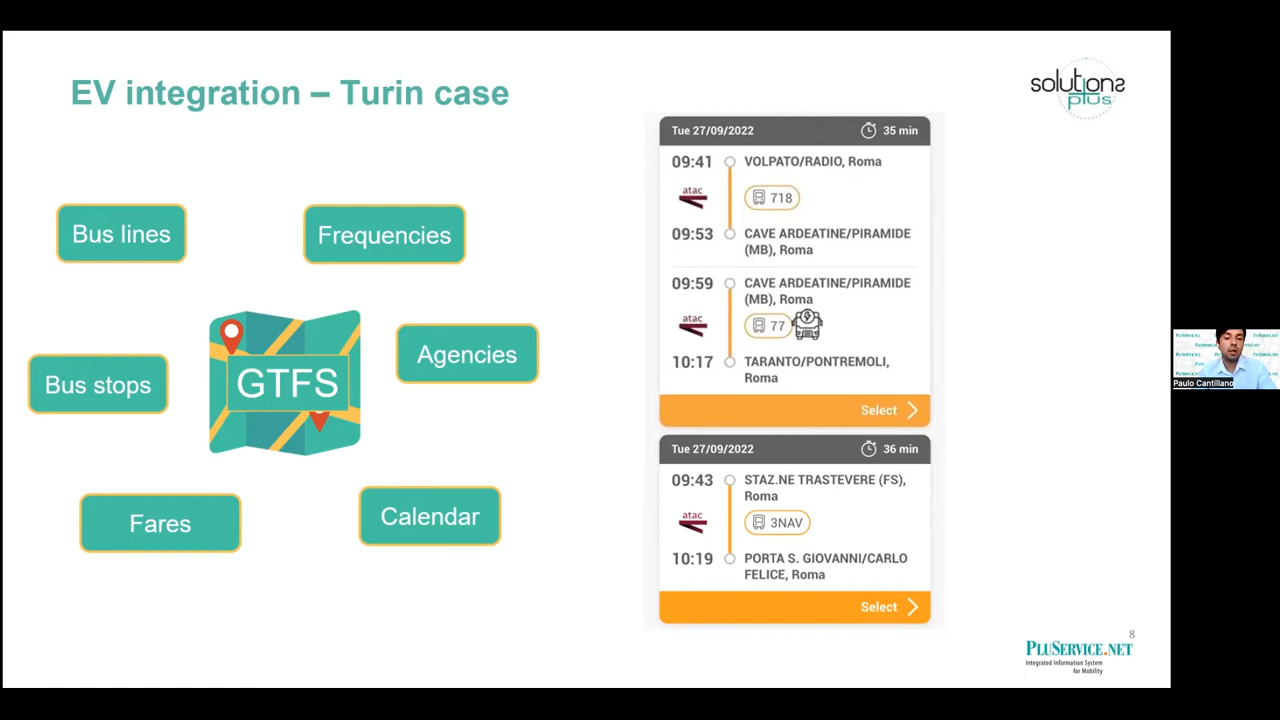 EV integration – Turin case
solutions
plus
Bus lines
Frequencies
Agencies
Bus stops
GTFS
Fares
Calendar
Tue 27/09/2022
35 min
09:41
VOLPATO/RADIO, Roma
atac
718
09:53
CAVE ARDEATINE/PIRAMIDE
(MB), Roma
09:59
CAVE ARDEATINE/PIRAMIDE
(MB), Roma
atac
77
10:17
TARANTO/PONTREMOLI,
Roma
Select
Tue 27/09/2022
36 min
09:43
STAZ.NE TRASTEVERE (FS),
Roma
atac
3NAV
10:19
PORTA S. GIOVANNI/CARLO
FELICE, Roma
Select
8
PLUSERVICE.NET
Integrated Information System
for Mobility
Paulo Cantillano